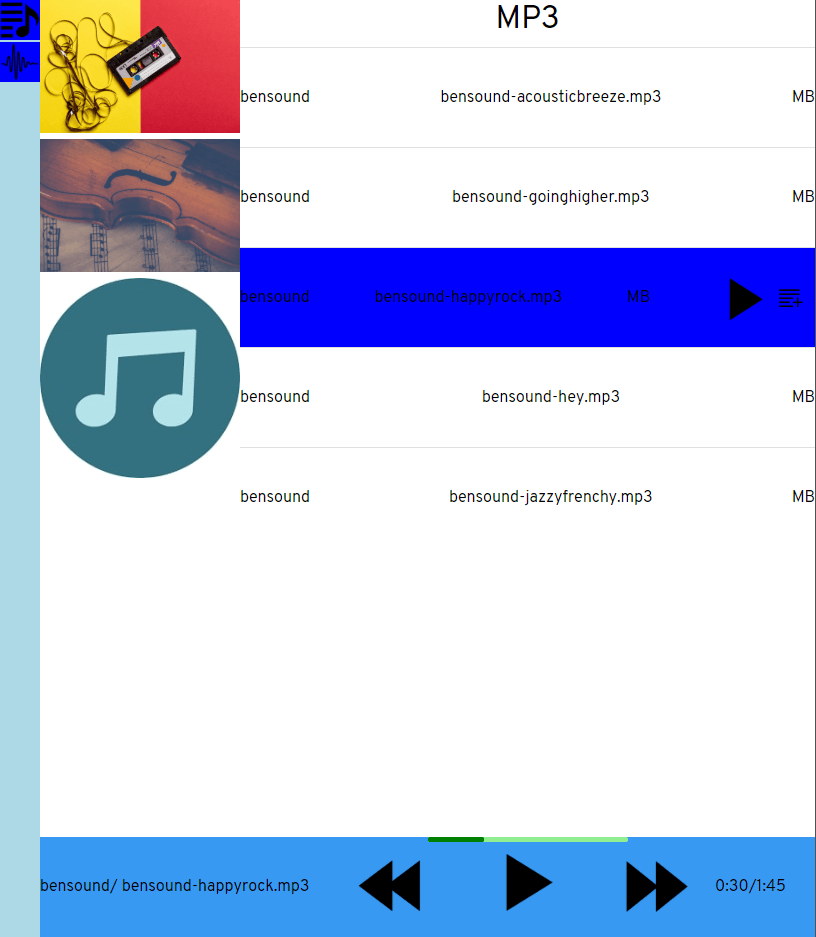 MP3
bensound bensound-acousticbreeze.mp3 MB
bensound bensound-goinghigher.mp3 MB
bensound bensound-happyrock.mp3 MB
bensound bensound-hey.mp3 MB
bensound bensound-jazzyfrenchy.mp3 MB
bensound/ bensound-happyrock.mp3 0:30/1:45